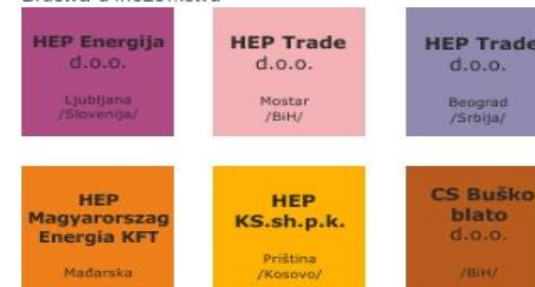 HEP Energija
d.o.o.
Ljubljana
/Slovenija/
HEP Trade
d.o.o.
Mostar
/BiH/
HEP Trade
d.o.o.
Beograd
/Srbija/
HEP
Magyarorszag
Energia KFT
Mađarska
HEP
KS.sh.p.k.
Priština
/Kosovo/
CS Buško
blato
d.o.o.
/BiH/